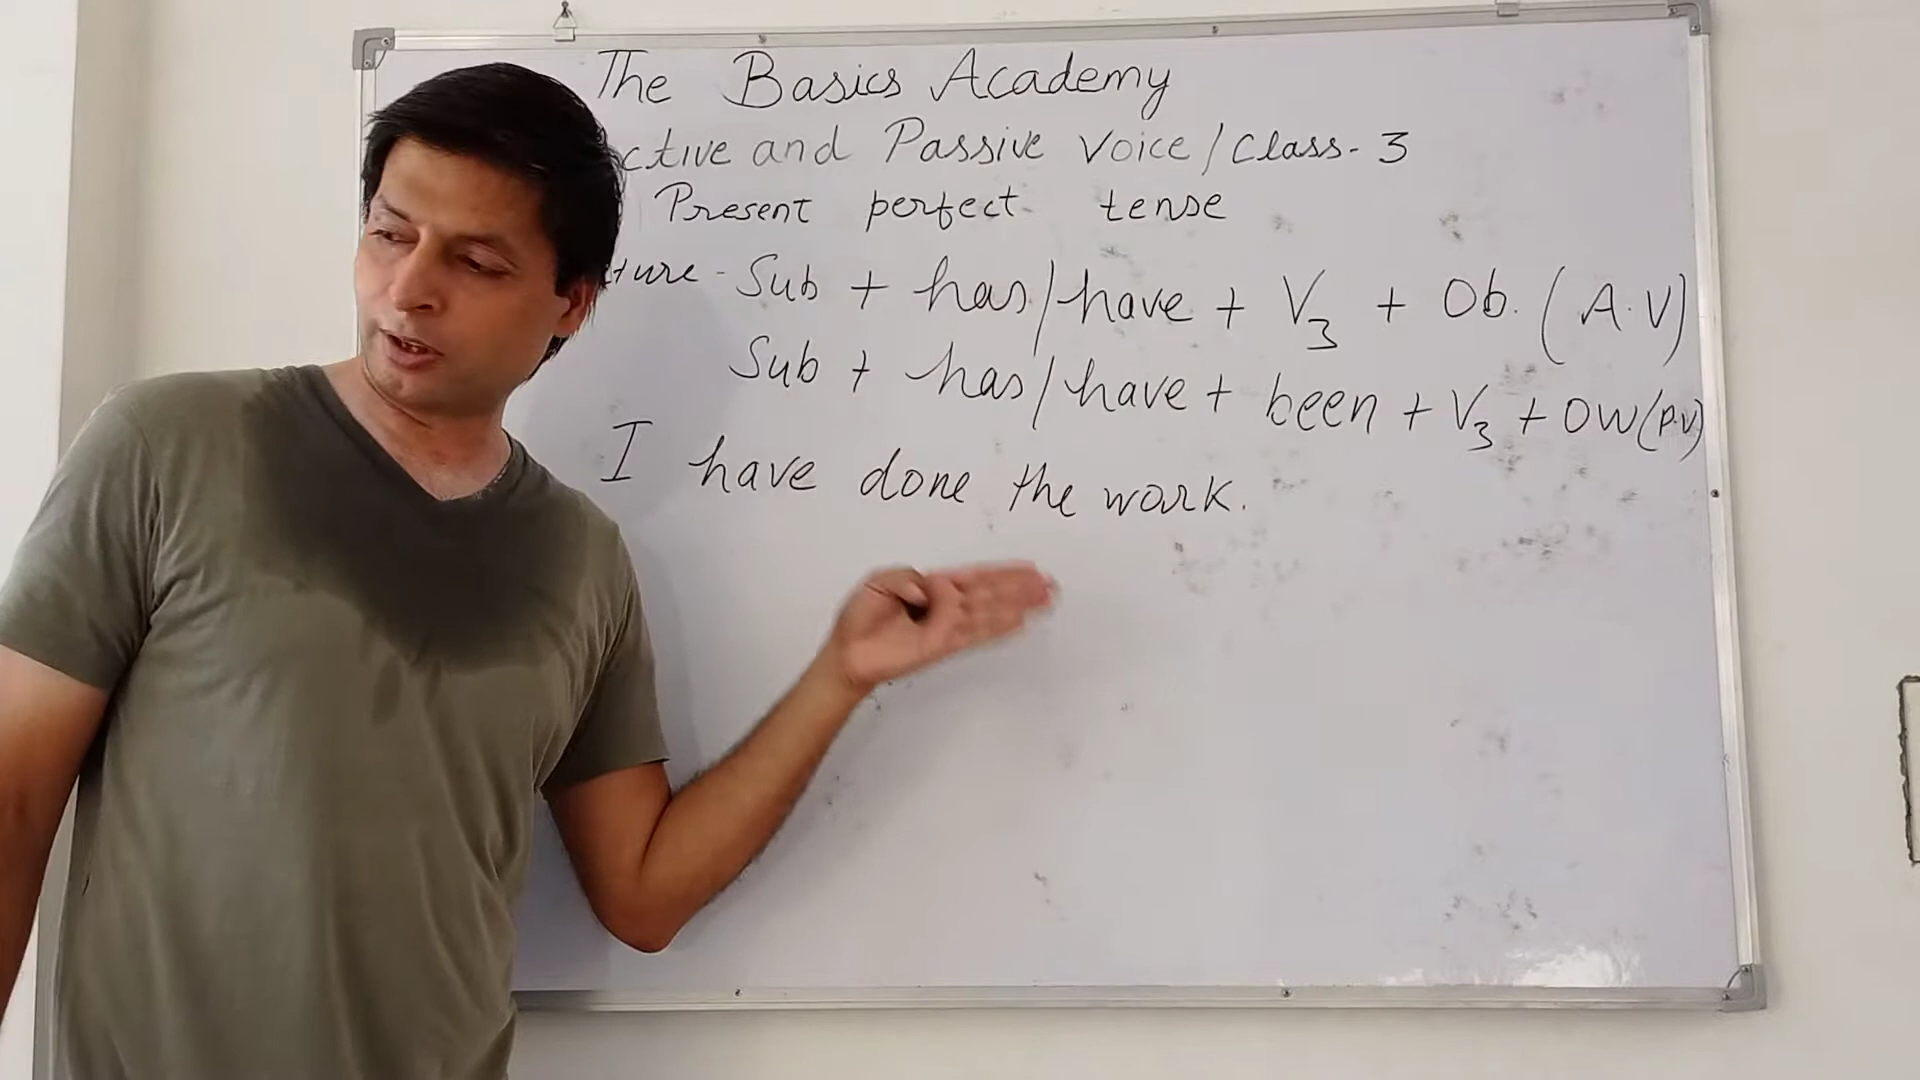 The Basics Academy
ctive and Passive Voice / Class - 3
Present perfect tense
ture - Sub + has / have + V3 + Ob. ( A.V)
Sub + has / have + been + V3 + OW (P.V)
I have done the work.